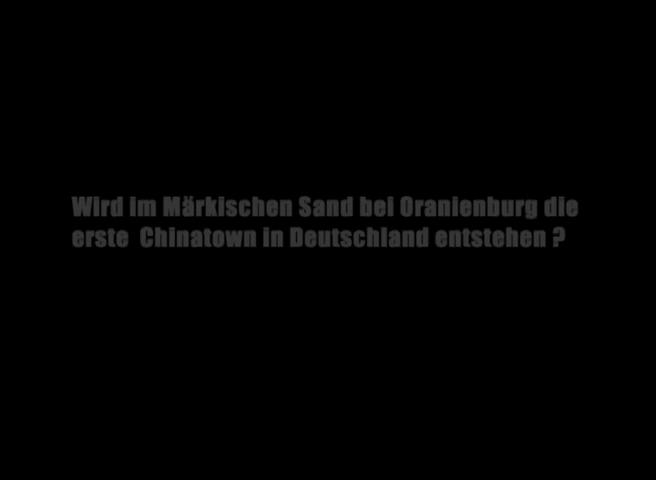 Wird im Märkischen Sand bei Oranienburg die
erste Chinatown in Deutschland entstehen ?